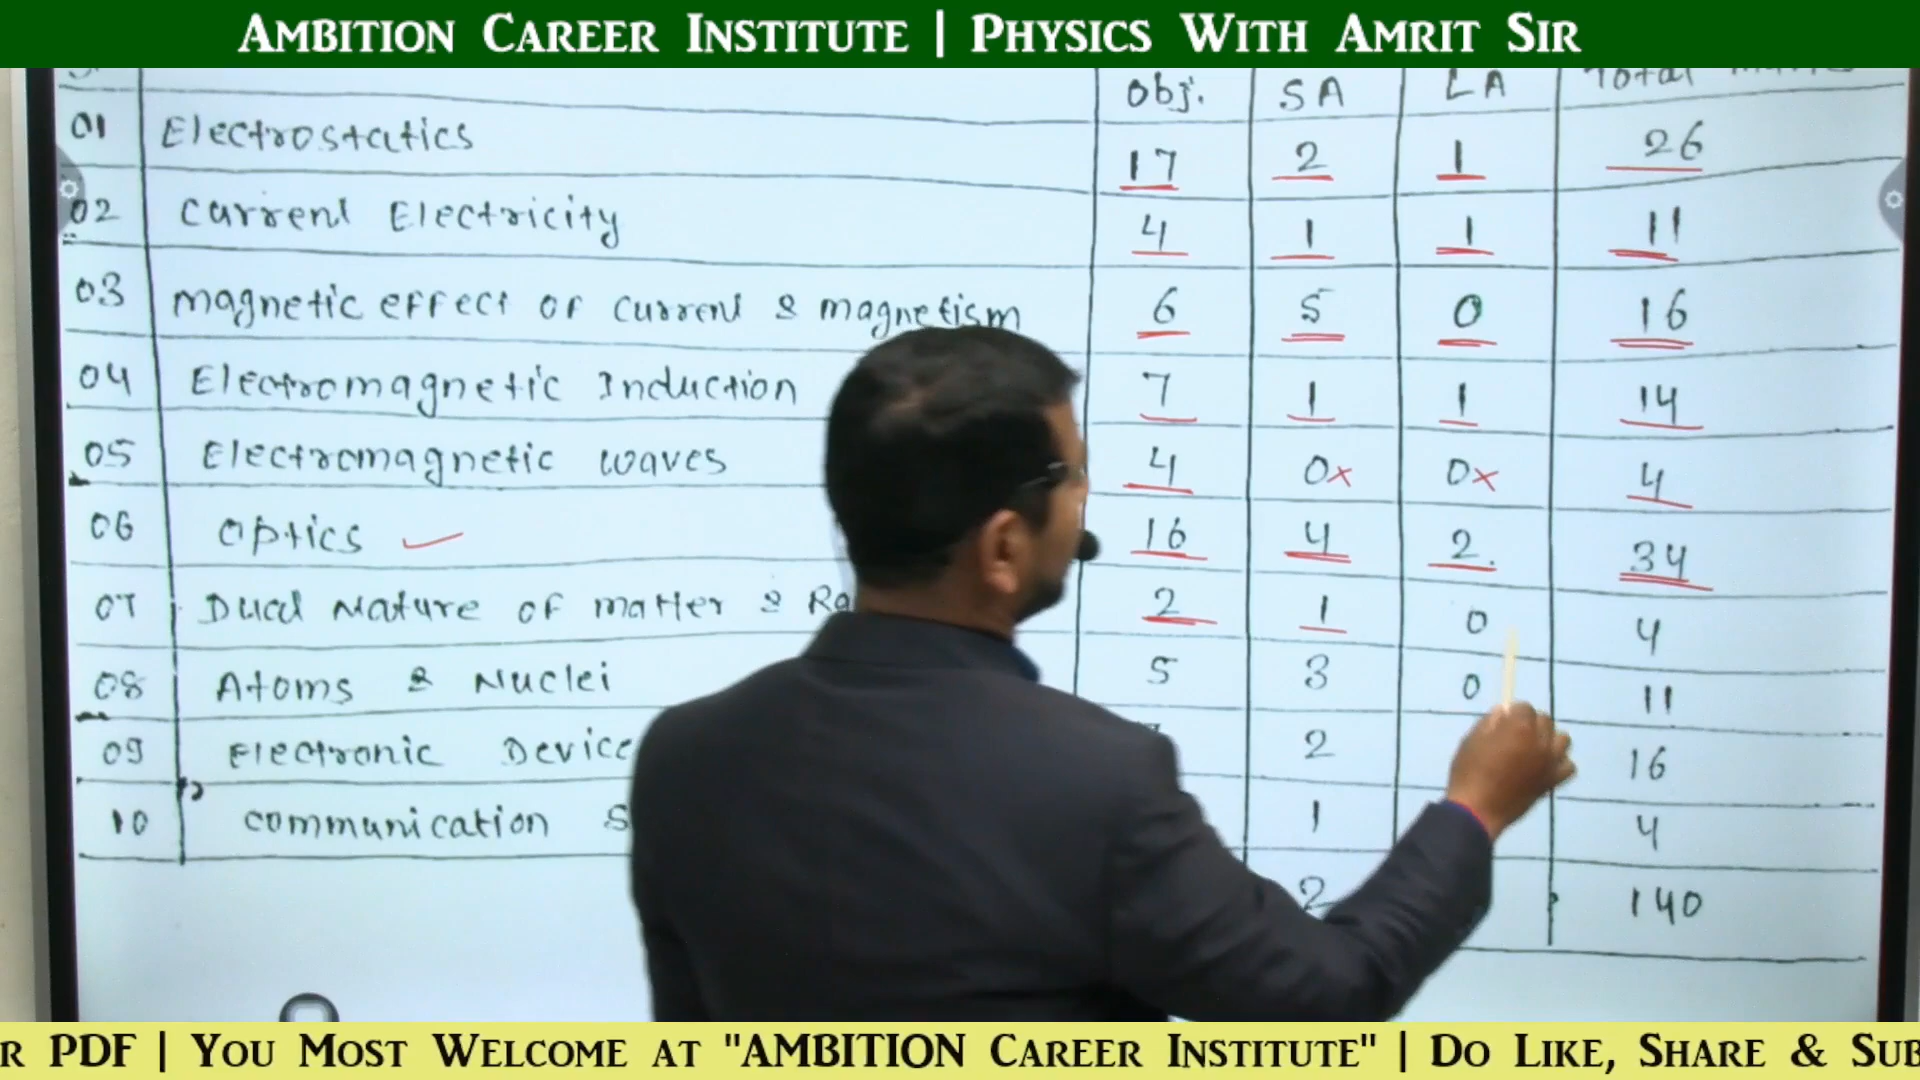 AMBITION CAREER INSTITUTE | PHYSICS WITH AMRIT SIR
Obj. SA LA Total
01 Electrostatics 17 2 1 26
02 Current Electricity 4 1 1 11
03 magnetic effect of current & magnetism 6 5 0 16
04 Electromagnetic Induction 7 1 1 14
05 Electromagnetic waves 4 0x 0x 4
06 Optics 16 4 2 34
07 Dual Nature of matter & 2 1 0 4
08 Atoms & Nuclei 5 3 0 11
09 Electronic Device 2 16
10 communication 1 4
2 140
R PDF | YOU MOST WELCOME AT "AMBITION CAREER INSTITUTE" | DO LIKE, SHARE & SUB